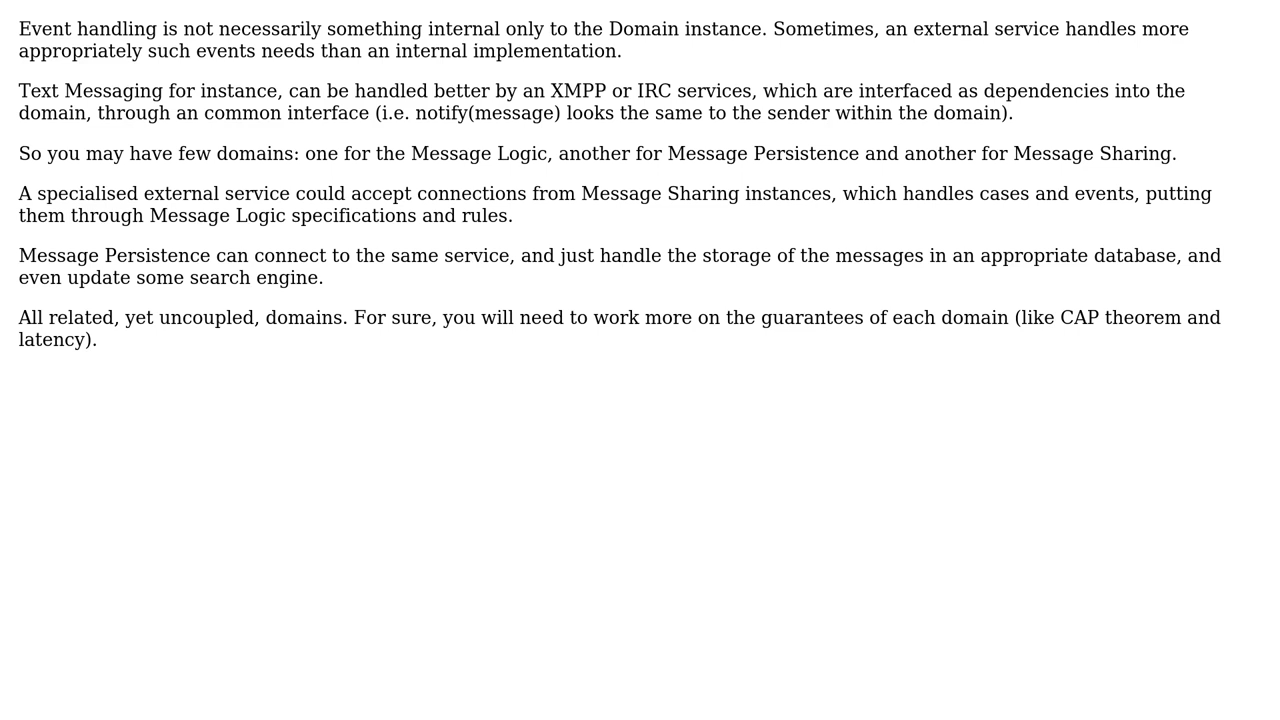 Event handling is not necessarily something internal only to the Domain instance. Sometimes, an external service handles more
appropriately such events needs than an internal implementation.
Text Messaging for instance, can be handled better by an XMPP or IRC services, which are interfaced as dependencies into the
domain, through an common interface (i.e. notify(message) looks the same to the sender within the domain).
So you may have few domains: one for the Message Logic, another for Message Persistence and another for Message Sharing.
A specialised external service could accept connections from Message Sharing instances, which handles cases and events, putting
them through Message Logic specifications and rules.
Message Persistence can connect to the same service, and just handle the storage of the messages in an appropriate database, and
even update some search engine.
All related, yet uncoupled, domains. For sure, you will need to work more on the guarantees of each domain (like CAP theorem and
latency).